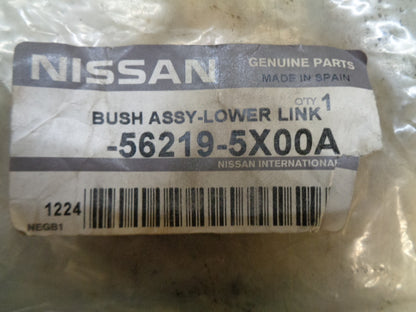 NISSAN
GENUINE PARTS
MADE IN SPAIN
QTY 1
BUSH ASSY-LOWER LINK
-56219-5X00A
NISSAN INTERNATIONAL
1224
NEGB1